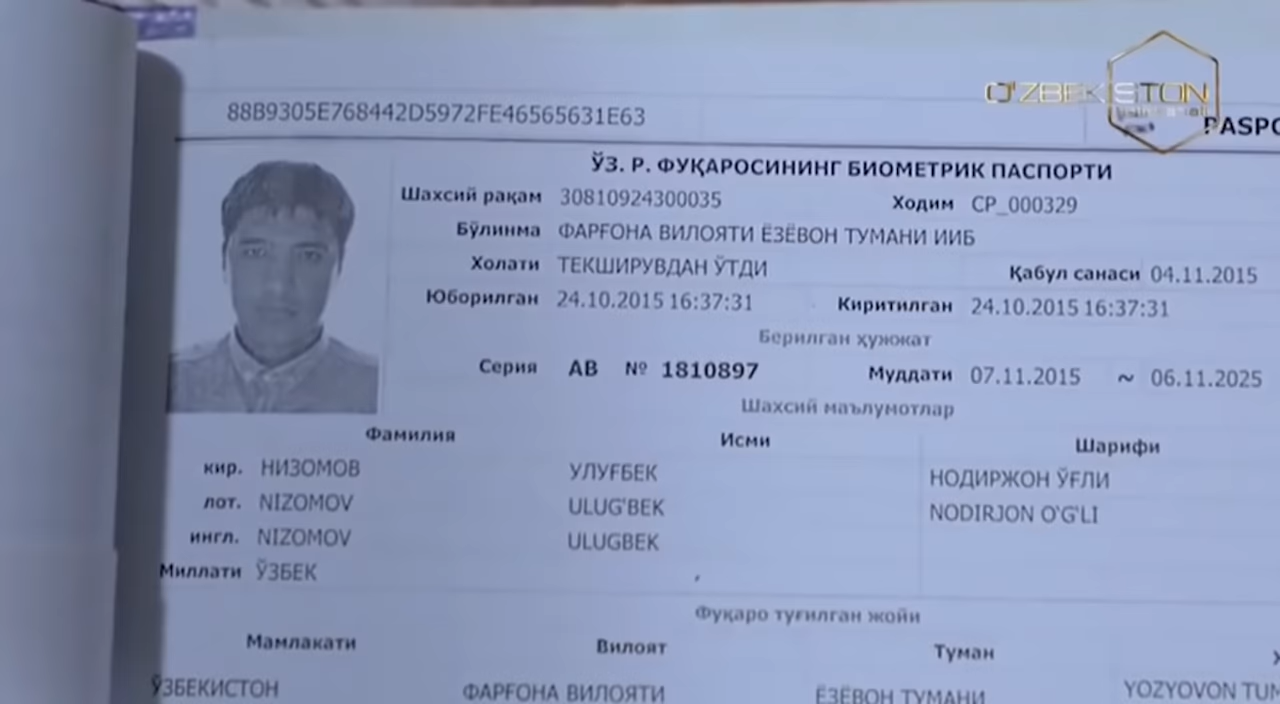 O'ZBEKISTON
88B9305E768442D5972FE46565631E63
PASPO
ЎЗ. Р. ФУҚАРОСИНИНГ БИОМЕТРИК ПАСПОРТИ
Шахсий рақам 30810924300035 Ходим CP_000329
Бўлинма ФАРҒОНА ВИЛОЯТИ ЁЗЁВОН ТУМАНИ ИИБ
Холати ТЕКШИРУВДАН ЎТДИ Қабул санаси 04.11.2015
Юборилган 24.10.2015 16:37:31 Киритилган 24.10.2015 16:37:31
Берилган ҳужжат
Серия AB № 1810897 Муддати 07.11.2015 ~ 06.11.2025
Шахсий маълумотлар
Фамилия Исми Шарифи
кир. НИЗОМОВ УЛУҒБЕК НОДИРЖОН ЎҒЛИ
лот. NIZOMOV ULUG'BEK NODIRJON O'G'LI
ингл. NIZOMOV ULUGBEK
Миллати ЎЗБЕК
Фуқаро туғилган жойи
Мамлакати Вилоят Туман
ЎЗБЕКИСТОН ФАРҒОНА ВИЛОЯТИ ЁЗЁВОН ТУМАНИ YOZYOVON TUM